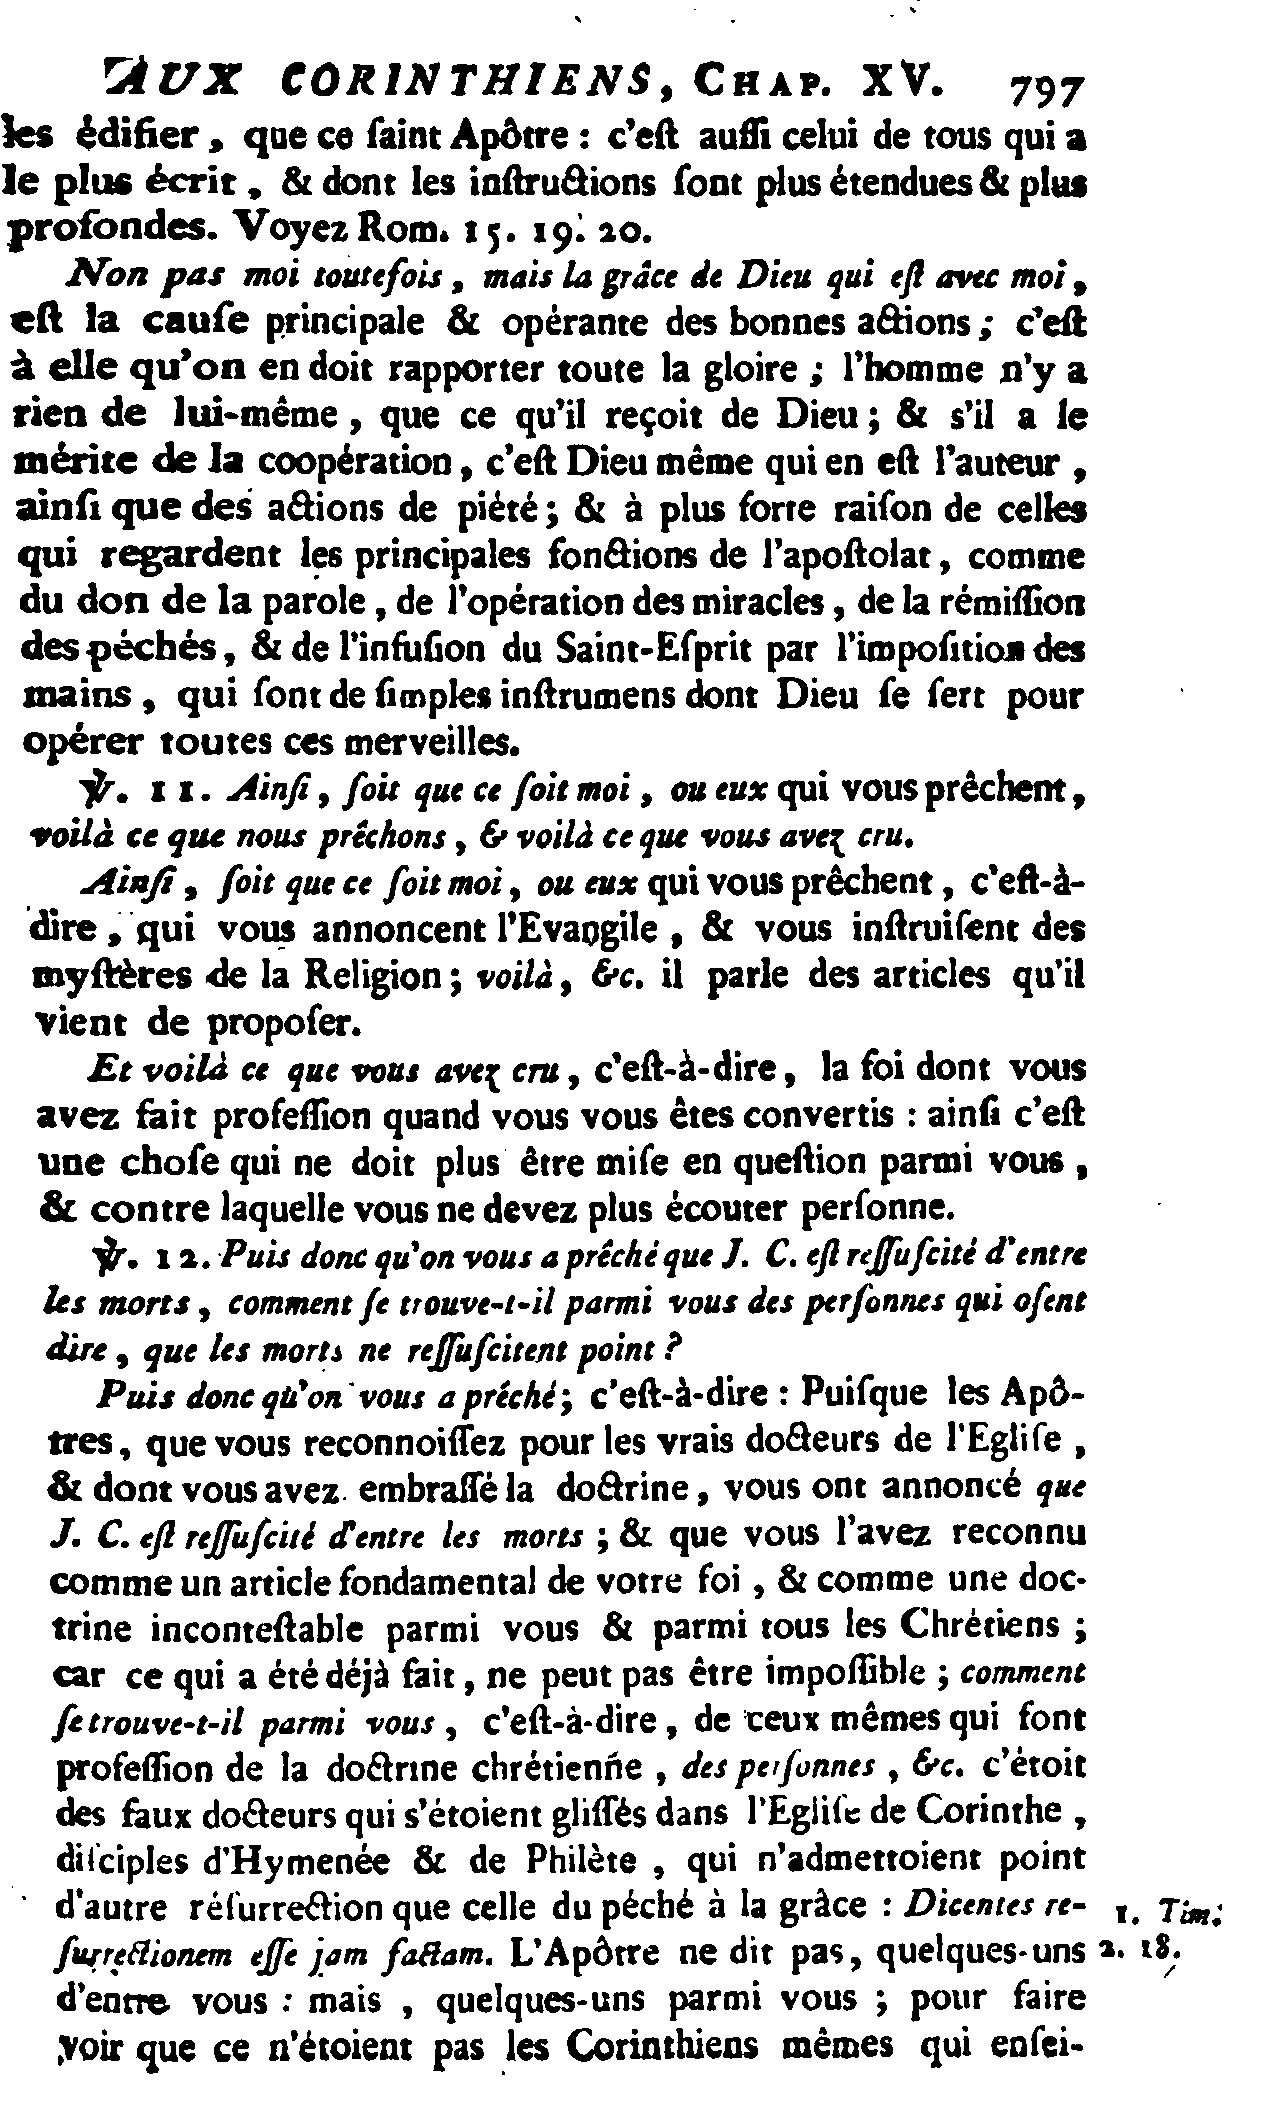 AUX CORINTHIENS, CHAP. XV. 797
les édifier, que ce ſaint Apôtre : c'eſt auſſi celui de tous qui a
le plus écrit, & dont les inſtructions ſont plus étendues & plus
profondes. Voyez Rom. 15. 19. 20.
Non pas moi toutefois, mais la grâce de Dieu qui eſt avec moi,
eſt la cauſe principale & opérante des bonnes actions ; c'eſt
à elle qu'on en doit rapporter toute la gloire ; l'homme n'y a
rien de lui-même, que ce qu'il reçoit de Dieu ; & s'il a le
mérite de la coopération, c'eſt Dieu même qui en eſt l'auteur,
ainſi que des actions de piété ; & à plus forte raiſon de celles
qui regardent les principales fonctions de l'apoſtolat, comme
du don de la parole, de l'opération des miracles, de la rémiſſion
des péchés, & de l'infuſion du Saint-Eſprit par l'impoſition des
mains, qui ſont de ſimples inſtrumens dont Dieu ſe ſert pour
opérer toutes ces merveilles.
℣. 11. Ainſi, ſoit que ce ſoit moi, ou eux qui vous prêchent,
voilà ce que nous prêchons, & voilà ce que vous avez cru.
Ainſi, ſoit que ce ſoit moi, ou eux qui vous prêchent, c'eſt-à-
dire, qui vous annoncent l'Evangile, & vous inſtruiſent des
myſtères de la Religion ; voilà, &c. il parle des articles qu'il
vient de propoſer.
Et voilà ce que vous avez cru, c'eſt-à-dire, la foi dont vous
avez fait profeſſion quand vous vous êtes convertis : ainſi c'eſt
une choſe qui ne doit plus être miſe en queſtion parmi vous,
& contre laquelle vous ne devez plus écouter perſonne.
℣. 12. Puis donc qu'on vous a prêché que J. C. eſt reſſuſcité d'entre
les morts, comment ſe trouve-t-il parmi vous des perſonnes qui oſent
dire, que les morts ne reſſuſcitent point ?
Puis donc qu'on vous a prêché ; c'eſt-à-dire : Puiſque les Apô-
tres, que vous reconnoiſſez pour les vrais docteurs de l'Egliſe,
& dont vous avez embraſſé la doctrine, vous ont annoncé que
J. C. eſt reſſuſcité d'entre les morts ; & que vous l'avez reconnu
comme un article fondamental de votre foi, & comme une doc-
trine inconteſtable parmi vous & parmi tous les Chrétiens ;
car ce qui a été déjà fait, ne peut pas être impoſſible ; comment
ſe trouve-t-il parmi vous, c'eſt-à-dire, de ceux mêmes qui font
profeſſion de la doctrine chrétienne, des perſonnes, &c. c'étoit
des faux docteurs qui s'étoient gliſſés dans l'Egliſe de Corinthe,
diſciples d'Hymenée & de Philète, qui n'admettoient point
d'autre réſurrection que celle du péché à la grâce : Dicentes re- 1. Tim.
ſurrectionem eſſe jam factam. L'Apôtre ne dit pas, quelques-uns 2. 18.
d'entre vous : mais, quelques-uns parmi vous ; pour faire
voir que ce n'étoient pas les Corinthiens mêmes qui enſei-